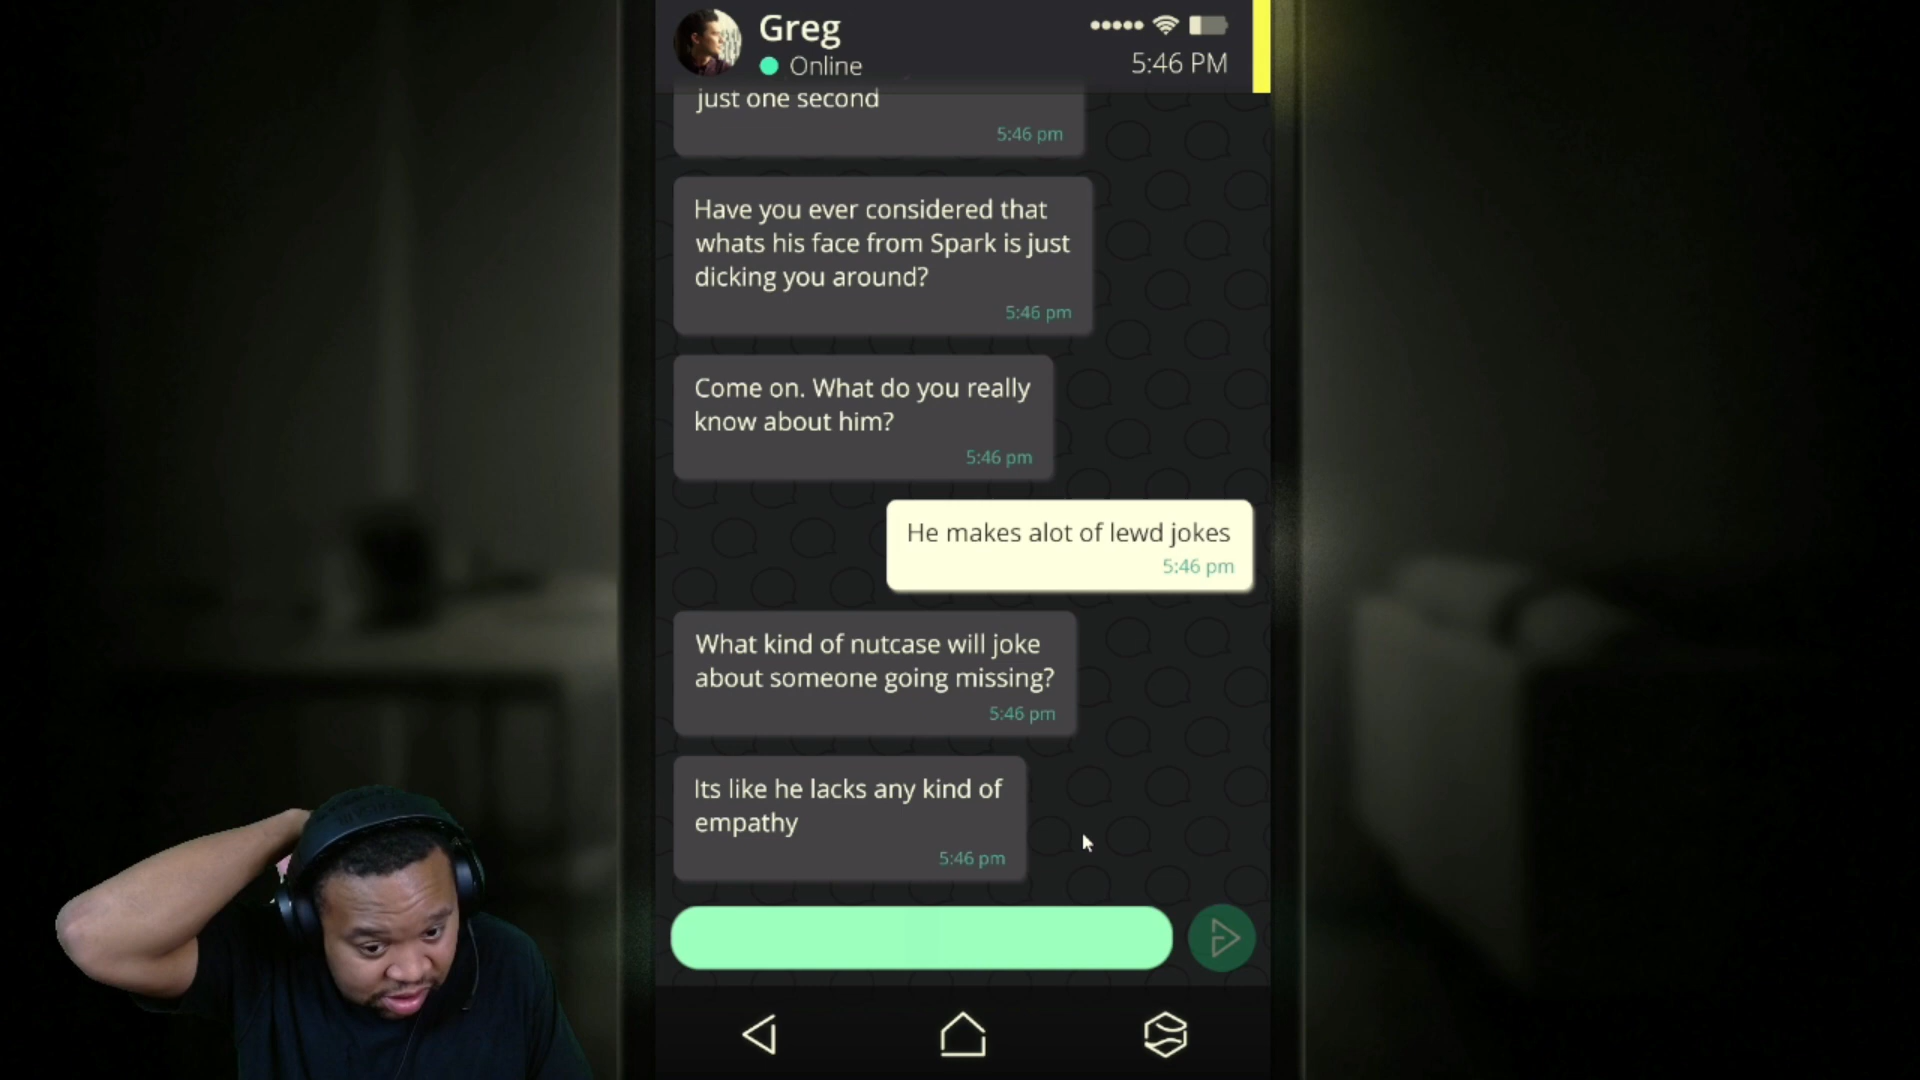 Greg
Online
5:46 PM
just one second
5:46 pm
Have you ever considered that
whats his face from Spark is just
dicking you around?
5:46 pm
Come on. What do you really
know about him?
5:46 pm
He makes alot of lewd jokes
5:46 pm
What kind of nutcase will joke
about someone going missing?
5:46 pm
Its like he lacks any kind of
empathy
5:46 pm